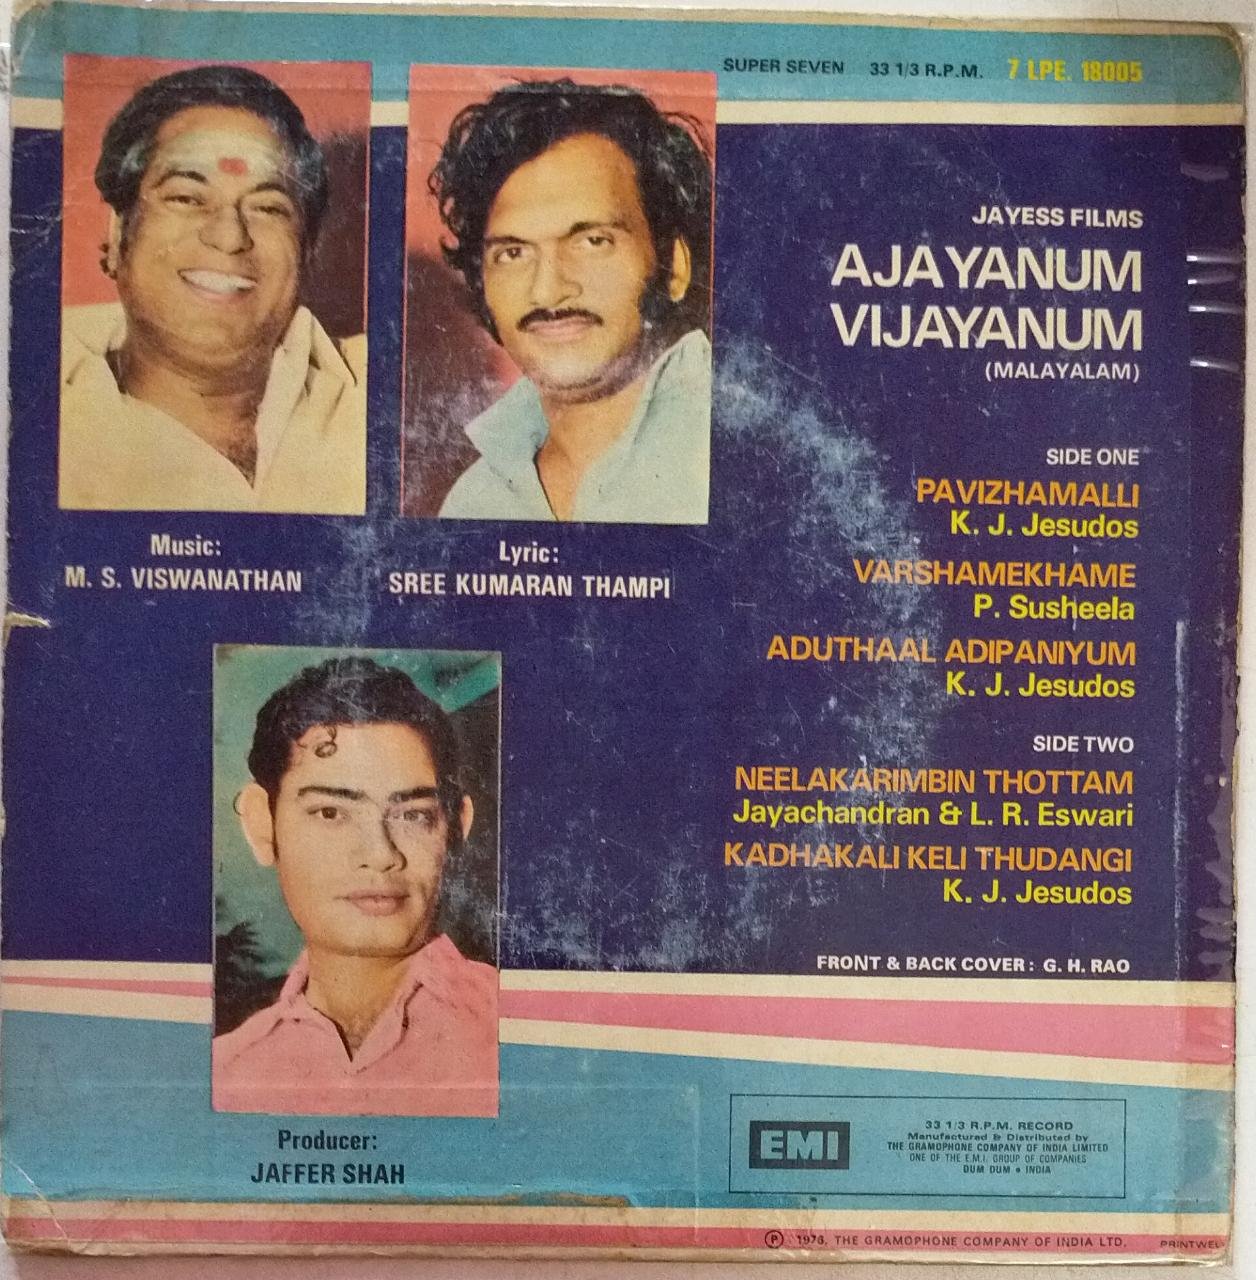 SUPER SEVEN 33 1/3 R.P.M. 7 LPE. 18005
JAYESS FILMS
AJAYANUM
VIJAYANUM
(MALAYALAM)
SIDE ONE
PAVIZHAMALLI
K. J. Jesudos
VARSHAMEKHAME
P. Susheela
ADUTHAAL ADIPANIYUM
K. J. Jesudos
SIDE TWO
NEELAKARIMBIN THOTTAM
Jayachandran & L. R. Eswari
KADHAKALI KELI THUDANGI
K. J. Jesudos
FRONT & BACK COVER: G. H. RAO
Music:
M. S. VISWANATHAN
Lyric:
SREE KUMARAN THAMPI
Producer:
JAFFER SHAH
EMI
33 1/3 R.P.M. RECORD
Manufactured & Distributed by
THE GRAMOPHONE COMPANY OF INDIA LIMITED
ONE OF THE E.M.I. GROUP OF COMPANIES
DUM DUM • INDIA
Ⓟ 1976, THE GRAMOPHONE COMPANY OF INDIA LTD. PRINTWEL